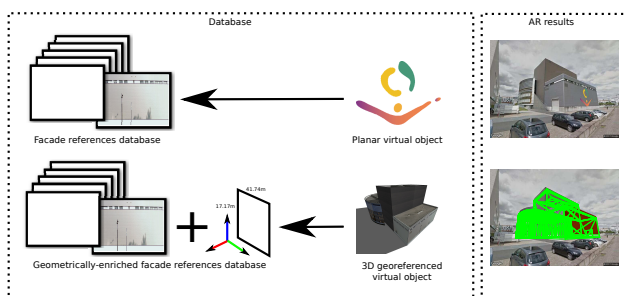 Database
AR results
Facade references database
Planar virtual object
41.74m
17.17m
Geometrically-enriched facade references database
3D georeferenced
virtual object